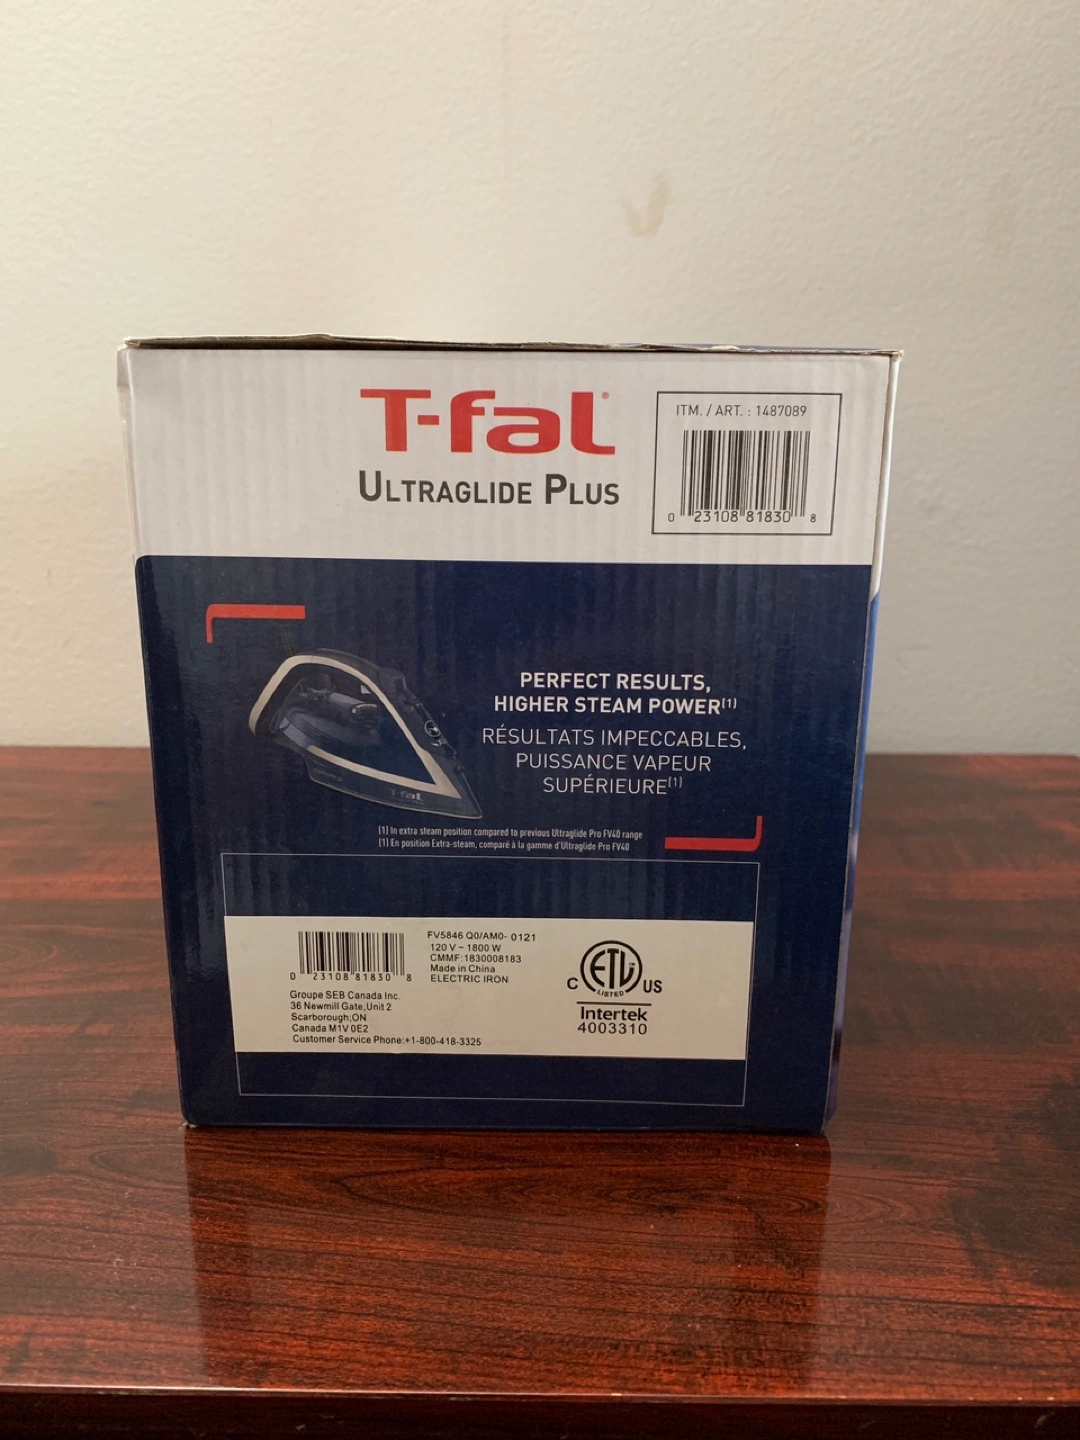 T-fal®
ULTRAGLIDE PLUS
ITM. / ART. : 1487089
0 23108 81830 8
PERFECT RESULTS,
HIGHER STEAM POWER(1)
RÉSULTATS IMPECCABLES,
PUISSANCE VAPEUR
SUPÉRIEURE(1)
T-fal
(1) In extra steam position compared to previous Ultraglide Pro FV40 range
(1) En position Extra-steam, comparé à la gamme d'Ultraglide Pro FV40
0 23108 81830 8
FV5846 Q0/AM0- 0121
120 V ~ 1800 W
CMMF:1830008183
Made in China
ELECTRIC IRON
Groupe SEB Canada Inc.
36 Newmill Gate,Unit 2
Scarborough;ON
Canada M1V 0E2
Customer Service Phone:+1-800-418-3325
C ETL US
LISTED
Intertek
4003310